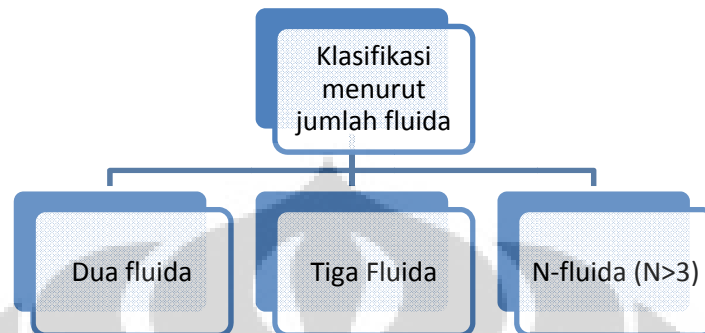 Klasifikasi
menurut
jumlah fluida
Dua fluida
Tiga Fluida
N-fluida (N>3)